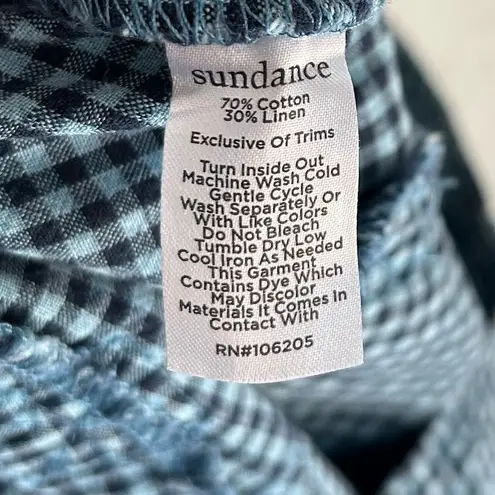 sundance
70% Cotton
30% Linen
Exclusive Of Trims
Turn Inside Out
Machine Wash Cold
Gentle Cycle
Wash Separately Or
With Like Colors
Do Not Bleach
Tumble Dry Low
Cool Iron As Needed
This Garment
Contains Dye Which
May Discolor
Materials It Comes In
Contact With
RN#106205